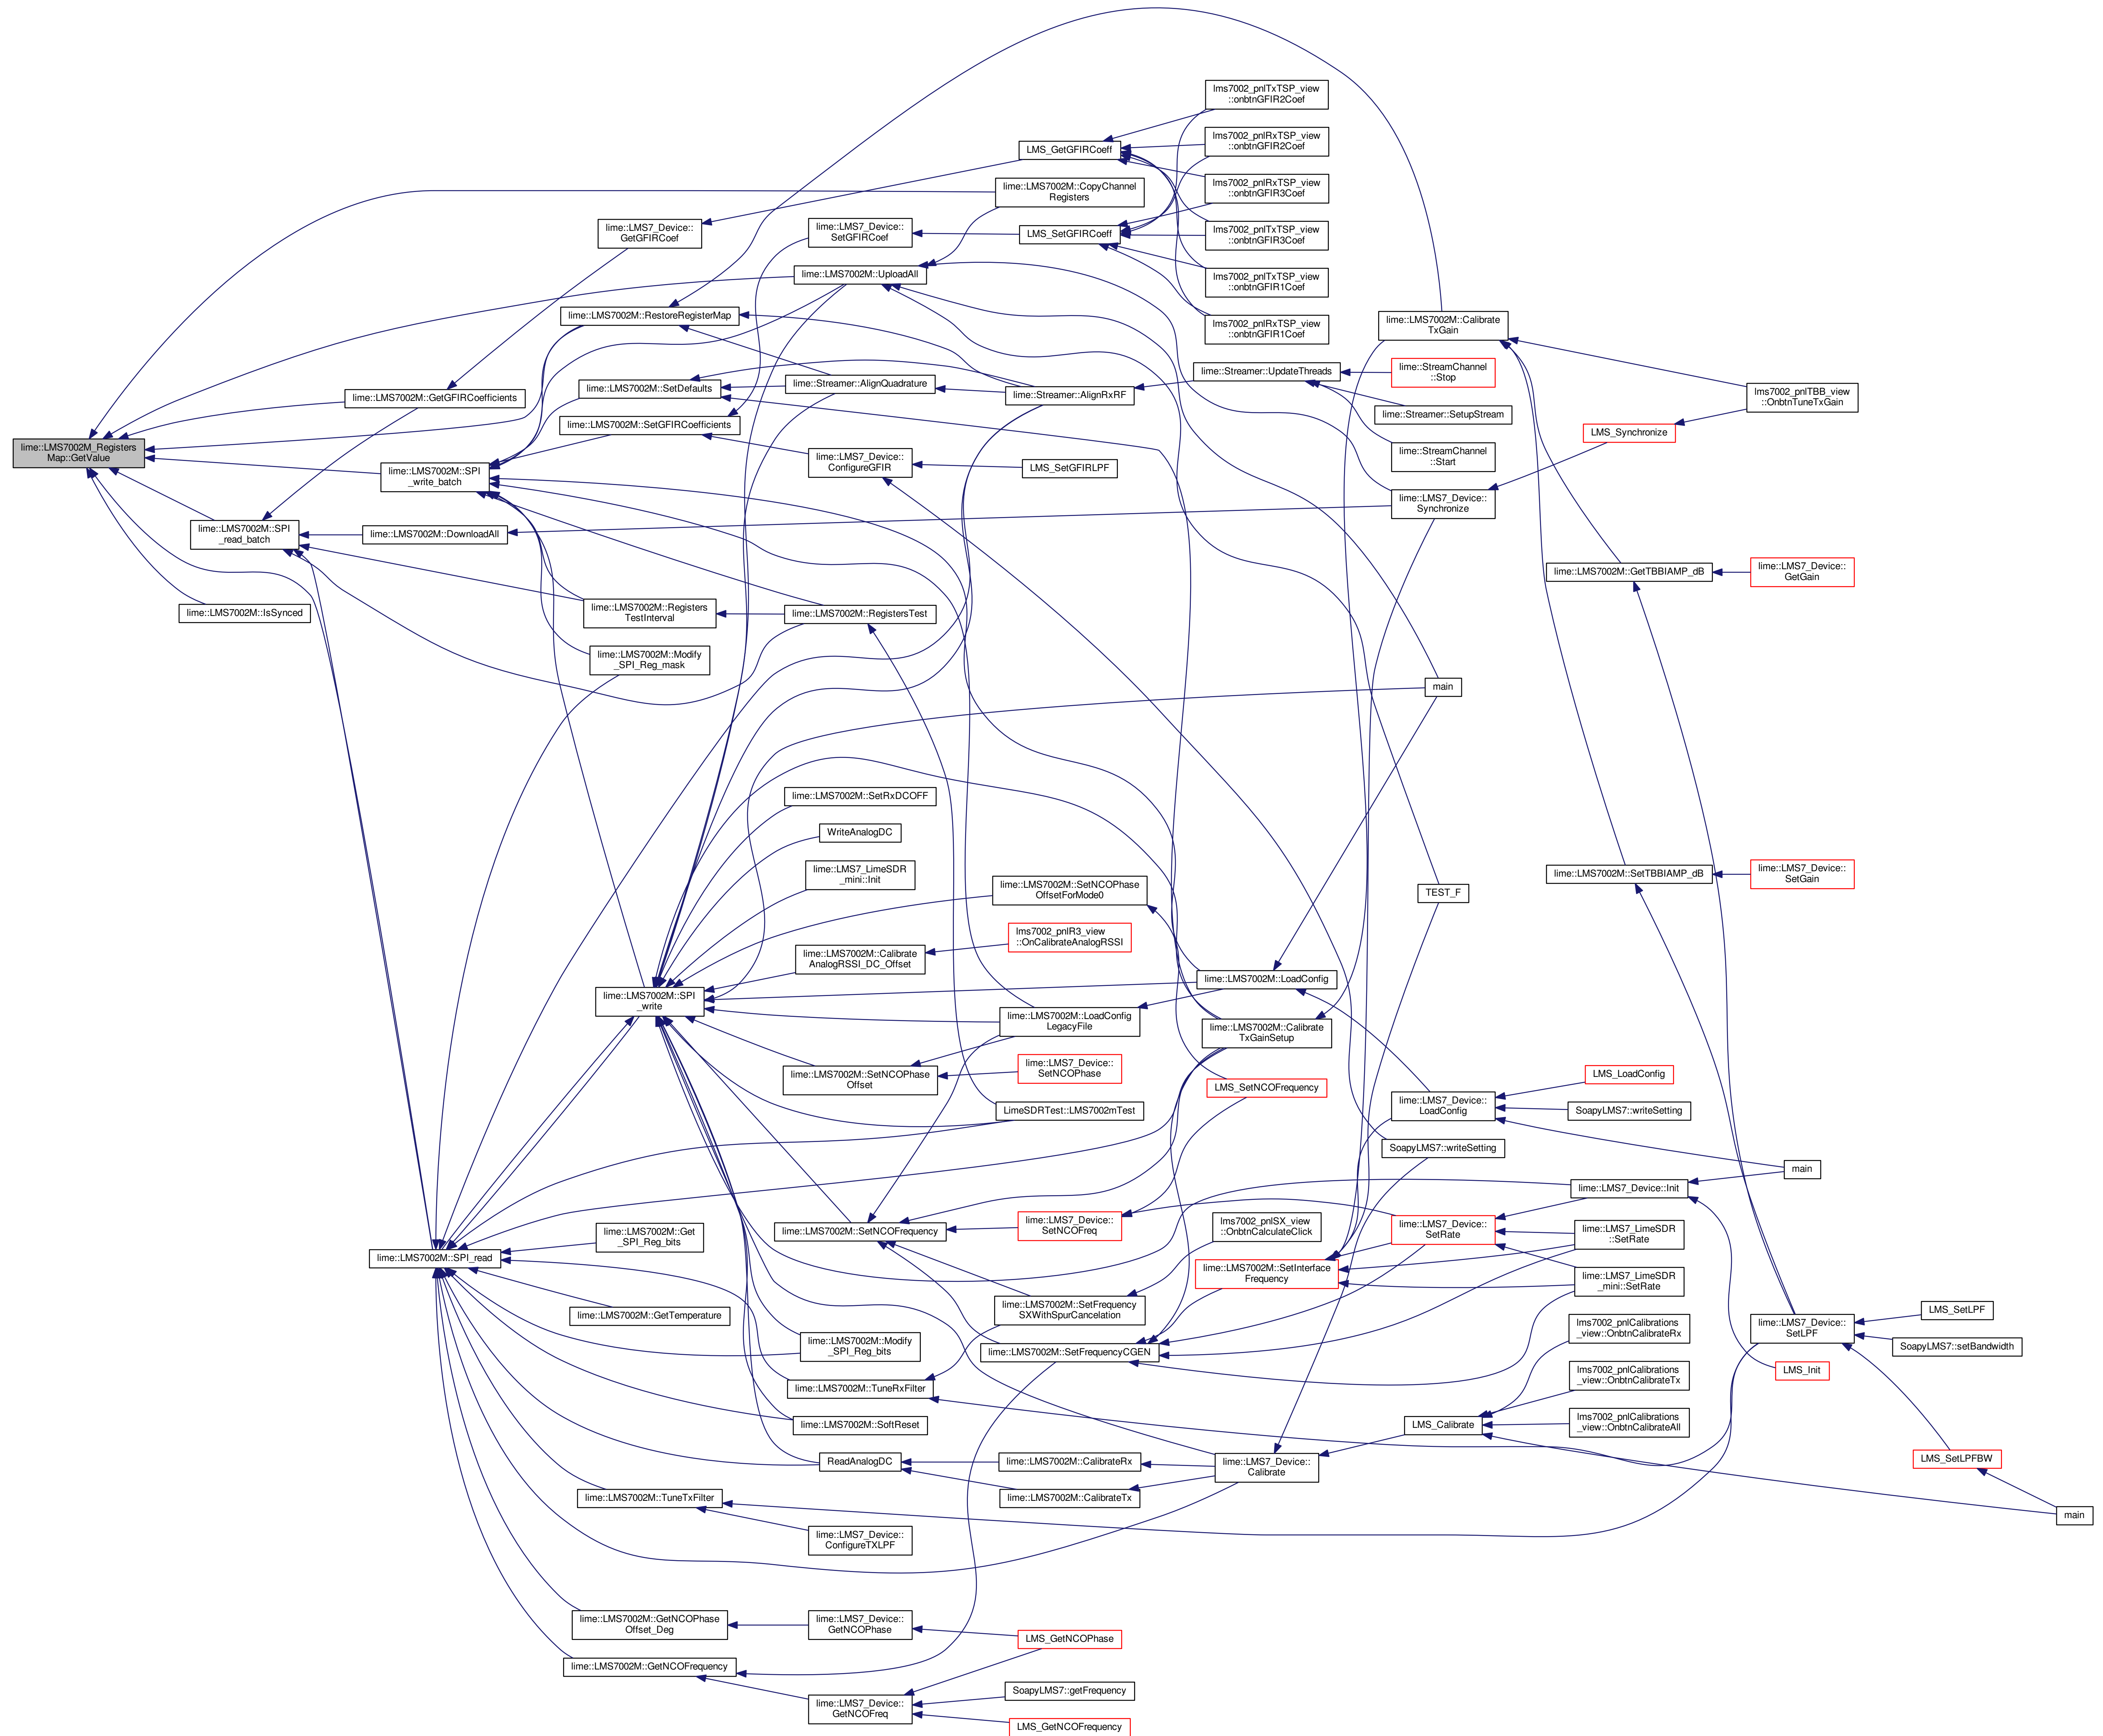 lime::LMS7002M_Registers
Map::GetValue
lime::LMS7002M::SPI
_read_batch
lime::LMS7002M::IsSynced
lime::LMS7002M::GetGFIRCoefficients
lime::LMS7002M::SPI
_write_batch
lime::LMS7002M::DownloadAll
lime::LMS7002M::SPI_read
lime::LMS7_Device::
GetGFIRCoef
lime::LMS7002M::RestoreRegisterMap
lime::LMS7002M::SetDefaults
lime::LMS7002M::SetGFIRCoefficients
lime::LMS7002M::Registers
TestInterval
lime::LMS7002M::Modify
_SPI_Reg_mask
lime::LMS7002M::SPI
_write
lime::LMS7002M::Get
_SPI_Reg_bits
lime::LMS7002M::GetTemperature
lime::LMS7002M::TuneTxFilter
lime::LMS7002M::GetNCOPhase
Offset_Deg
lime::LMS7002M::GetNCOFrequency
lime::LMS7_Device::
SetGFIRCoef
lime::LMS7002M::UploadAll
lime::Streamer::AlignQuadrature
lime::LMS7_Device::
ConfigureGFIR
lime::LMS7002M::RegistersTest
lime::LMS7002M::SetRxDCOFF
WriteAnalogDC
lime::LMS7_LimeSDR
_mini::Init
lime::LMS7002M::Calibrate
AnalogRSSI_DC_Offset
lime::LMS7002M::SetNCOPhase
Offset
lime::LMS7002M::SetNCOFrequency
lime::LMS7002M::Modify
_SPI_Reg_bits
lime::LMS7002M::TuneRxFilter
lime::LMS7002M::SoftReset
ReadAnalogDC
lime::LMS7_Device::
ConfigureTXLPF
lime::LMS7_Device::
GetNCOPhase
lime::LMS7_Device::
GetNCOFreq
LMS_GetGFIRCoeff
lime::LMS7002M::CopyChannel
Registers
LMS_SetGFIRCoeff
lime::Streamer::AlignRxRF
LMS_SetGFIRLPF
lime::LMS7002M::SetNCOPhase
OffsetForMode0
lms7002_pnlR3_view
::OnCalibrateAnalogRSSI
lime::LMS7002M::LoadConfig
LegacyFile
lime::LMS7_Device::
SetNCOPhase
LimeSDRTest::LMS7002mTest
lime::LMS7_Device::
SetNCOFreq
lime::LMS7002M::SetFrequency
SXWithSpurCancelation
lime::LMS7002M::SetFrequencyCGEN
lime::LMS7002M::CalibrateRx
lime::LMS7002M::CalibrateTx
LMS_GetNCOPhase
SoapyLMS7::getFrequency
LMS_GetNCOFrequency
lms7002_pnlTxTSP_view
::onbtnGFIR2Coef
lms7002_pnlRxTSP_view
::onbtnGFIR2Coef
lms7002_pnlRxTSP_view
::onbtnGFIR3Coef
lms7002_pnlTxTSP_view
::onbtnGFIR3Coef
lms7002_pnlTxTSP_view
::onbtnGFIR1Coef
lms7002_pnlRxTSP_view
::onbtnGFIR1Coef
lime::Streamer::UpdateThreads
lime::LMS7002M::LoadConfig
lime::LMS7002M::Calibrate
TxGainSetup
LMS_SetNCOFrequency
lms7002_pnlSX_view
::OnbtnCalculateClick
lime::LMS7002M::SetInterface
Frequency
lime::LMS7_Device::
Calibrate
lime::LMS7002M::Calibrate
TxGain
lime::StreamChannel
::Stop
lime::Streamer::SetupStream
lime::StreamChannel
::Start
lime::LMS7_Device::
Synchronize
main
TEST_F
lime::LMS7_Device::
LoadConfig
SoapyLMS7::writeSetting
lime::LMS7_Device::
SetRate
LMS_Calibrate
LMS_Synchronize
lime::LMS7002M::GetTBBIAMP_dB
lime::LMS7002M::SetTBBIAMP_dB
LMS_LoadConfig
SoapyLMS7::writeSetting
lime::LMS7_Device::Init
lime::LMS7_LimeSDR
::SetRate
lime::LMS7_LimeSDR
_mini::SetRate
lms7002_pnlCalibrations
_view::OnbtnCalibrateRx
lms7002_pnlCalibrations
_view::OnbtnCalibrateTx
lms7002_pnlCalibrations
_view::OnbtnCalibrateAll
lms7002_pnlTBB_view
::OnbtnTuneTxGain
lime::LMS7_Device::
GetGain
lime::LMS7_Device::
SetGain
main
lime::LMS7_Device::
SetLPF
LMS_Init
LMS_SetLPF
SoapyLMS7::setBandwidth
LMS_SetLPFBW
main